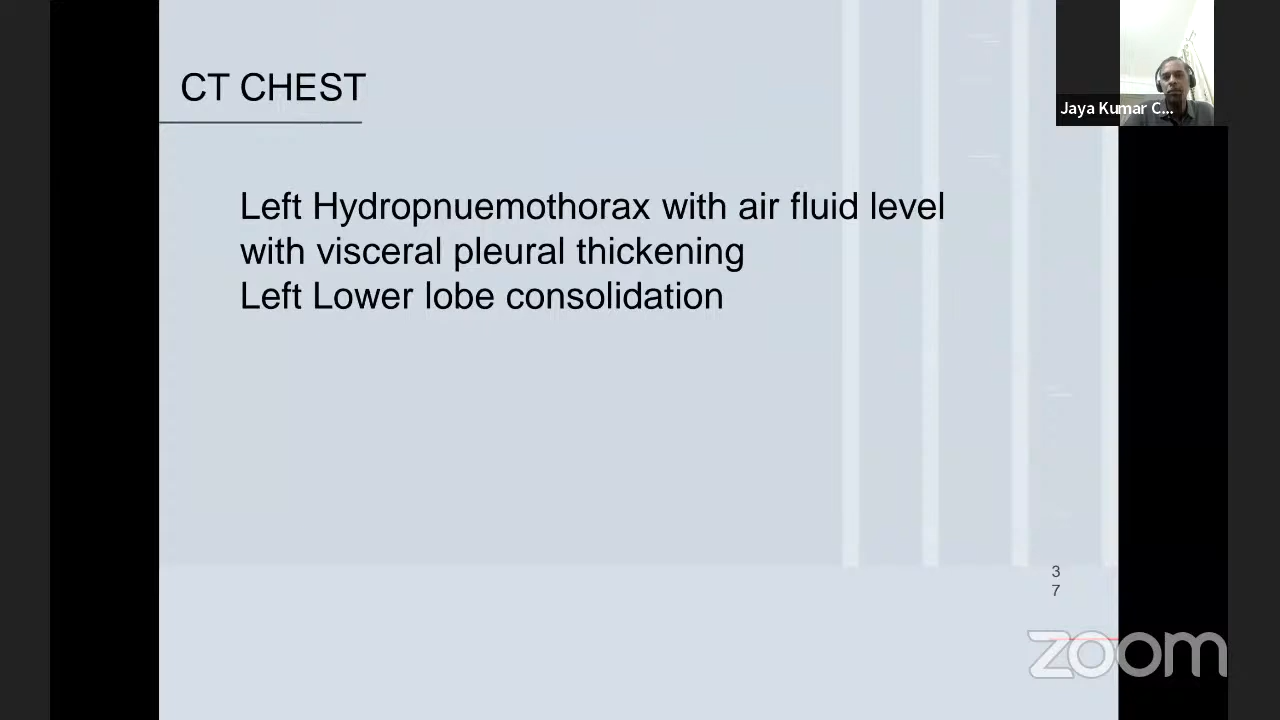 CT CHEST
Jaya Kumar C...
Left Hydropnuemothorax with air fluid level
with visceral pleural thickening
Left Lower lobe consolidation
3
7
zoom